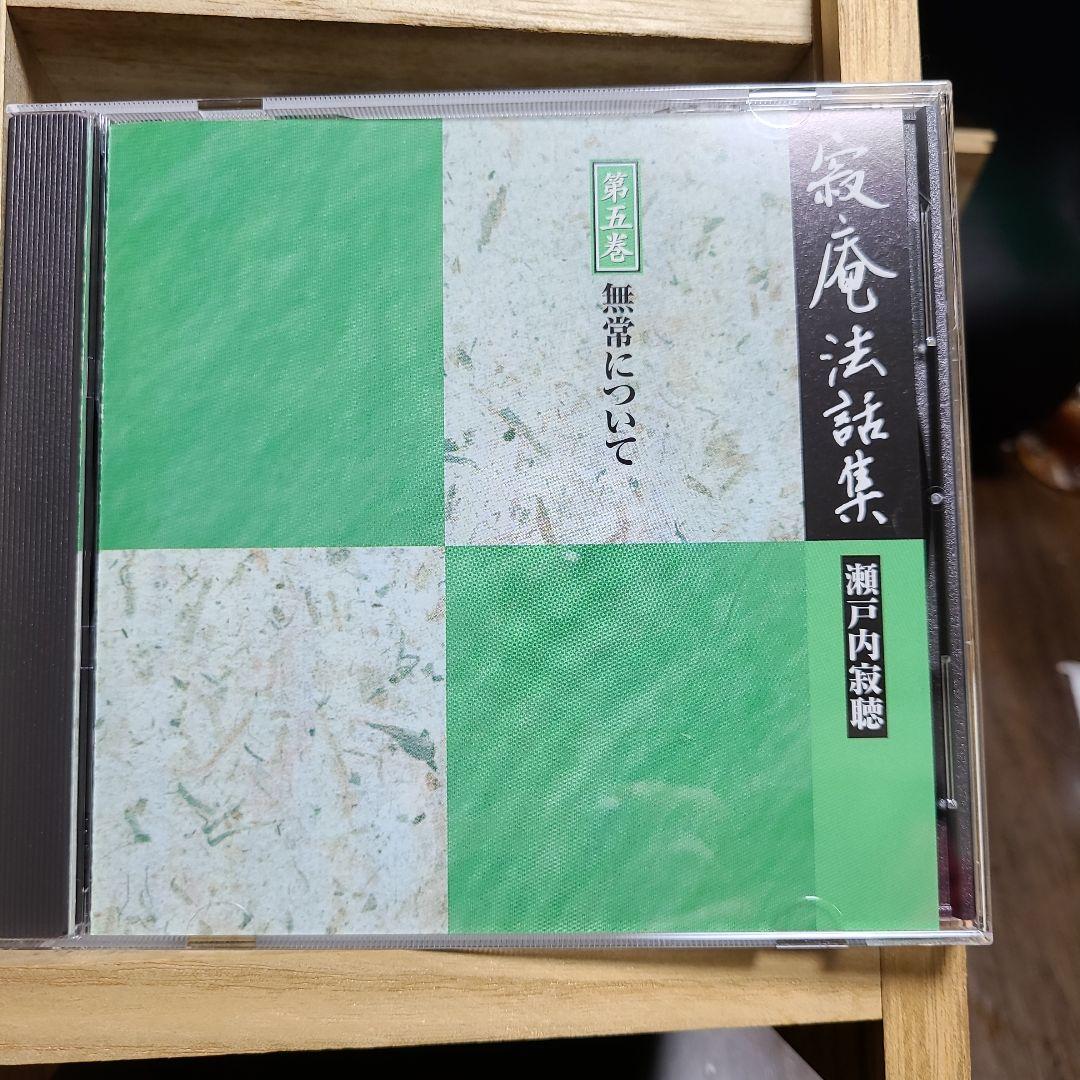 寂庵法話集
瀬戸内寂聴
第五巻
無常について